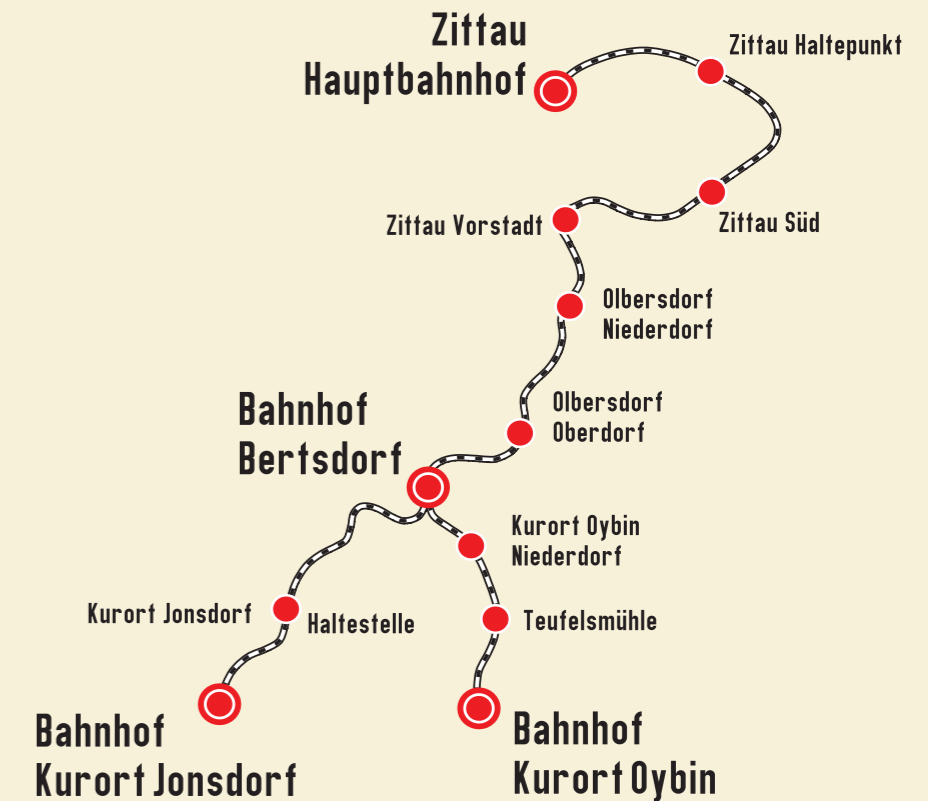 Zittau
Hauptbahnhof
Zittau Haltepunkt
Zittau Süd
Zittau Vorstadt
Olbersdorf
Niederdorf
Olbersdorf
Oberdorf
Bahnhof
Bertsdorf
Kurort Oybin
Niederdorf
Kurort Jonsdorf
Haltestelle
Teufelsmühle
Bahnhof
Kurort Jonsdorf
Bahnhof
Kurort Oybin